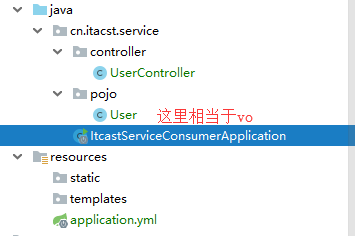 java
cn.itacst.service
controller
UserController
pojo
User 这里相当于vo
ItcastServiceConsumerApplication
resources
static
templates
application.yml